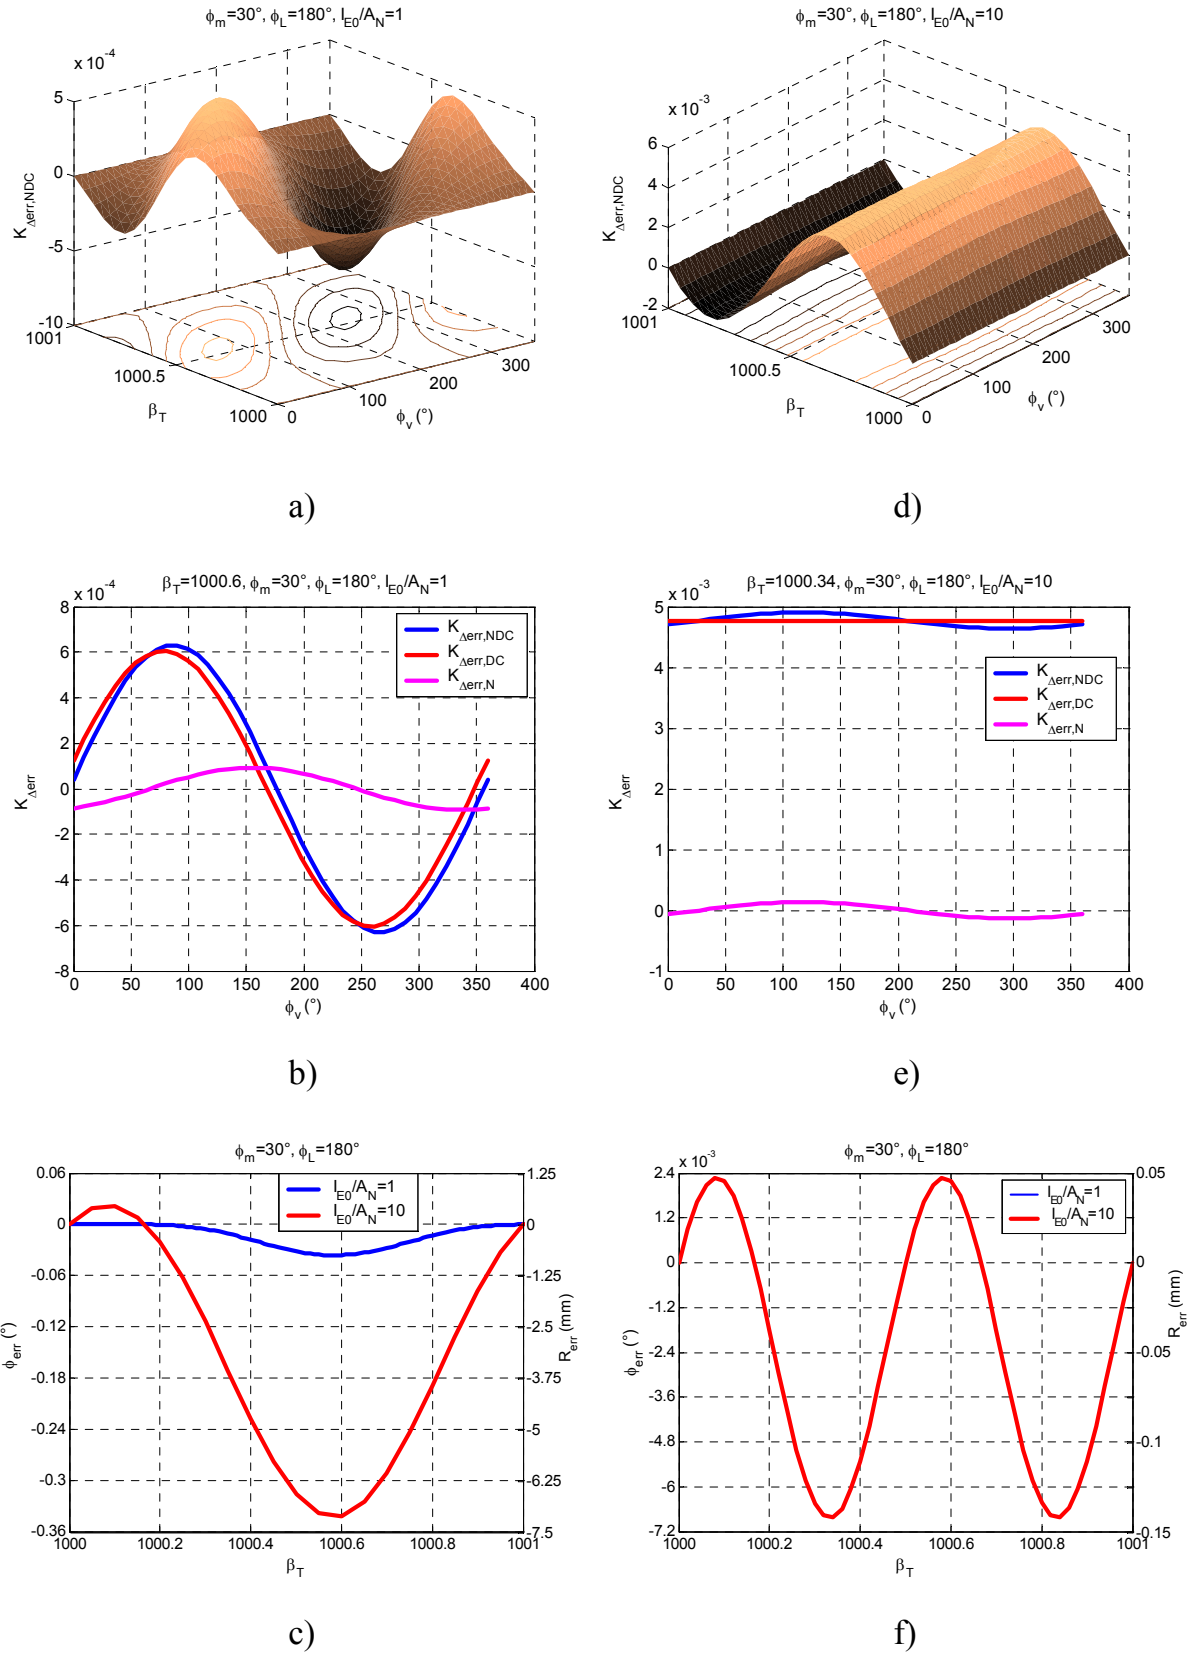 ϕm=30°, ϕL=180°, IE0/AN=1
x 10-4
KΔerr,NDC
5
0
-5
-10
1001
1000.5
1000
βT
0
100
200
300
ϕv (°)
a)
ϕm=30°, ϕL=180°, IE0/AN=10
x 10-3
KΔerr,NDC
6
4
2
0
-2
1001
1000.5
1000
βT
0
100
200
300
ϕv (°)
d)
βT=1000.6, ϕm=30°, ϕL=180°, IE0/AN=1
x 10-4
8
6
4
2
0
-2
-4
-6
-8
KΔerr
KΔerr,NDC
KΔerr,DC
KΔerr,N
0 50 100 150 200 250 300 350 400
ϕv (°)
b)
βT=1000.34, ϕm=30°, ϕL=180°, IE0/AN=10
x 10-3
5
4
3
2
1
0
-1
KΔerr
KΔerr,NDC
KΔerr,DC
KΔerr,N
0 50 100 150 200 250 300 350 400
ϕv (°)
e)
ϕm=30°, ϕL=180°
0.06
0
-0.06
-0.12
-0.18
-0.24
-0.3
-0.36
ϕerr (°)
IE0/AN=1
IE0/AN=10
1.25
0
-1.25
-2.5
-3.75
-5
-6.25
-7.5
Rerr (mm)
1000 1000.2 1000.4 1000.6 1000.8 1001
βT
c)
ϕm=30°, ϕL=180°
x 10-3
2.4
1.2
0
-1.2
-2.4
-3.6
-4.8
-6
-7.2
ϕerr (°)
IE0/AN=1
IE0/AN=10
0.05
0
-0.05
-0.1
-0.15
Rerr (mm)
1000 1000.2 1000.4 1000.6 1000.8 1001
βT
f)